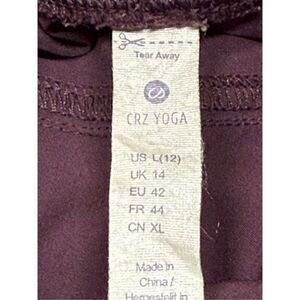 Tear Away
CRZ YOGA
US L(12)
UK 14
EU 42
FR 44
CN XL
Made in
China /
Hergestellt in